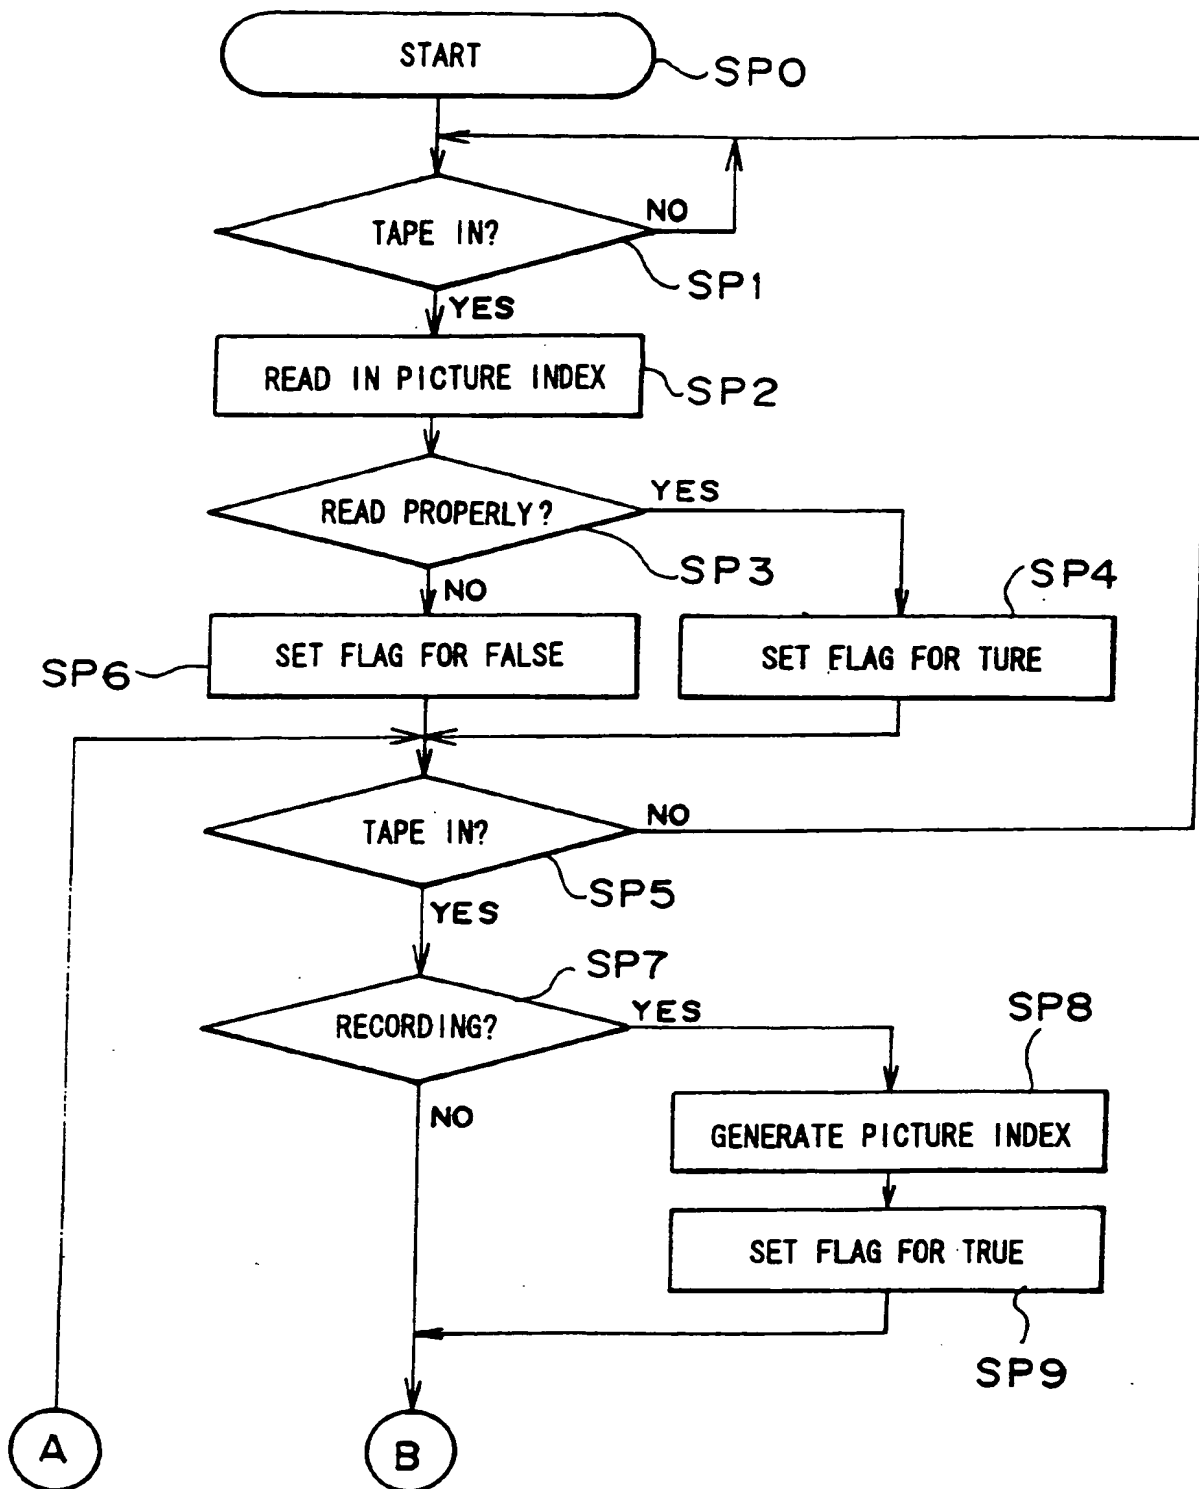 START
SP0
NO
TAPE IN?
SP1
YES
READ IN PICTURE INDEX
SP2
YES
READ PROPERLY?
SP3
SP4
NO
SET FLAG FOR FALSE
SET FLAG FOR TURE
SP6
NO
TAPE IN?
SP5
YES
SP7
YES
SP8
RECORDING?
NO
GENERATE PICTURE INDEX
SET FLAG FOR TRUE
SP9
A
B